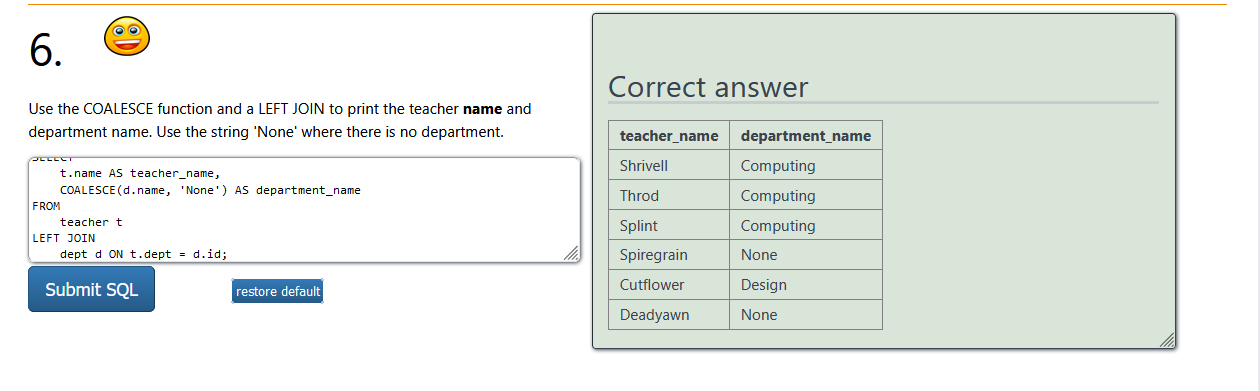 6.
Use the COALESCE function and a LEFT JOIN to print the teacher name and
department name. Use the string 'None' where there is no department.
SELECT
t.name AS teacher_name,
COALESCE(d.name, 'None') AS department_name
FROM
teacher t
LEFT JOIN
dept d ON t.dept = d.id;
Submit SQL
restore default
Correct answer
teacher_name department_name
Shrivell Computing
Throd Computing
Splint Computing
Spiregrain None
Cutflower Design
Deadyawn None